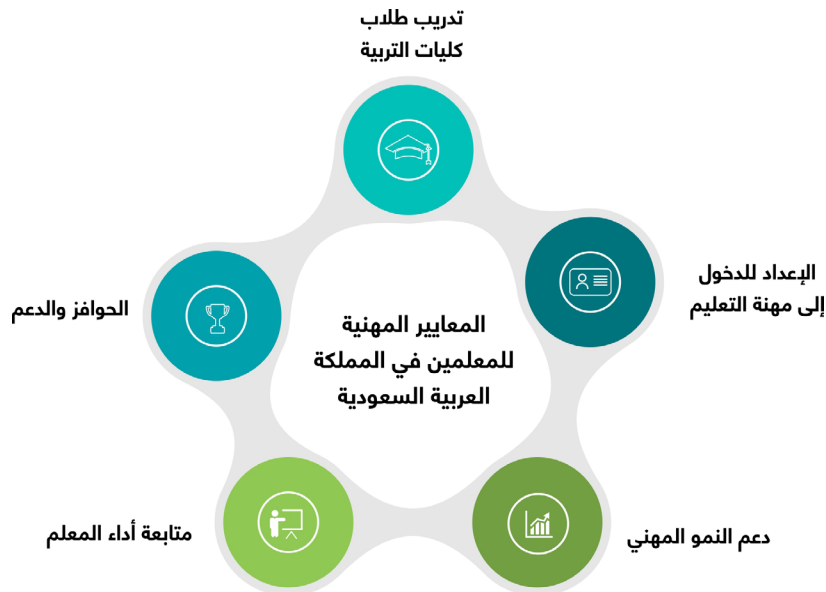 تدريب طلاب
كليات التربية
الإعداد للدخول
إلى مهنة التعليم
الحوافز والدعم
المعايير المهنية
للمعلمين في المملكة
العربية السعودية
دعم النمو المهني
متابعة أداء المعلم